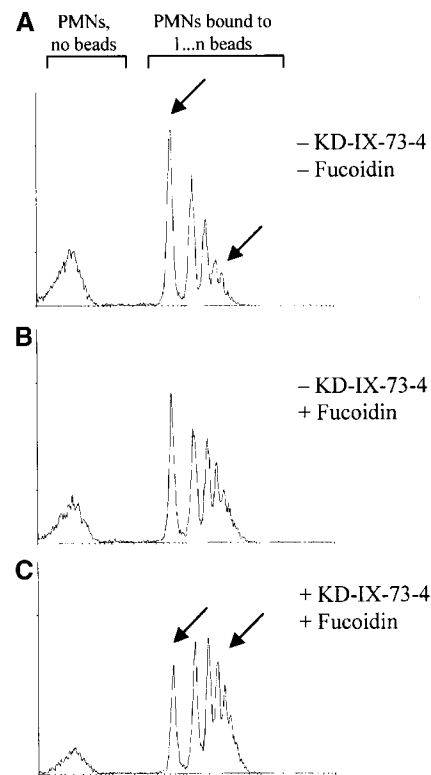 A
PMNs,
no beads
PMNs bound to
1...n beads
– KD-IX-73-4
– Fucoidin
B
– KD-IX-73-4
+ Fucoidin
C
+ KD-IX-73-4
+ Fucoidin